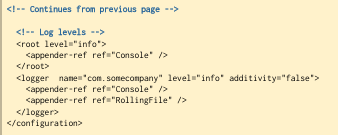 <!-- Continues from previous page -->
<!-- Log levels -->
<root level="info">
<appender-ref ref="Console" />
</root>
<logger  name="com.somecompany" level="info" additivity="false">
<appender-ref ref="Console" />
<appender-ref ref="RollingFile" />
</logger>
</configuration>